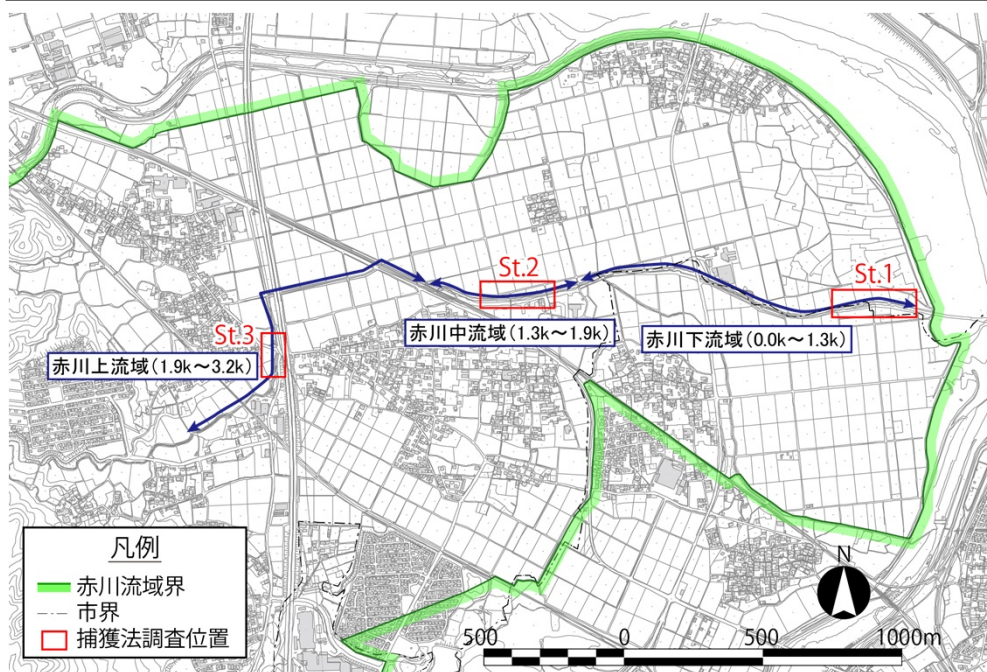 St.2
St.1
St.3
赤川上流域(1.9k～3.2k)
赤川中流域(1.3k～1.9k)
赤川下流域(0.0k～1.3k)
凡例
赤川流域界
市界
捕獲法調査位置
N
500 0 500 1000m